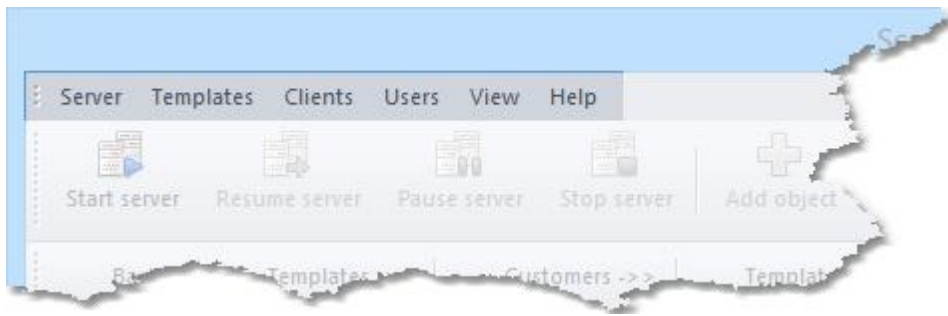 Server Templates Clients Users View Help
Start server Resume server Pause server Stop server Add object
Templates Customers ->>